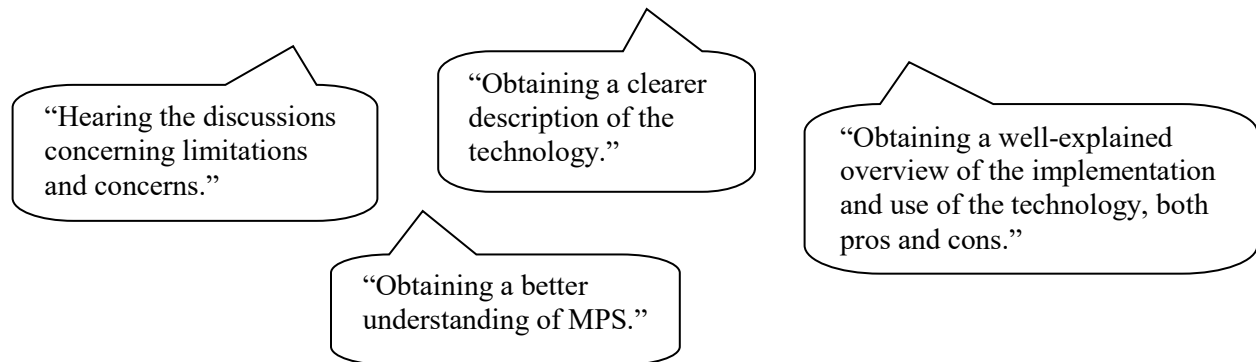 “Hearing the discussions
concerning limitations
and concerns.”
“Obtaining a clearer
description of the
technology.”
“Obtaining a well-explained
overview of the implementation
and use of the technology, both
pros and cons.”
“Obtaining a better
understanding of MPS.”